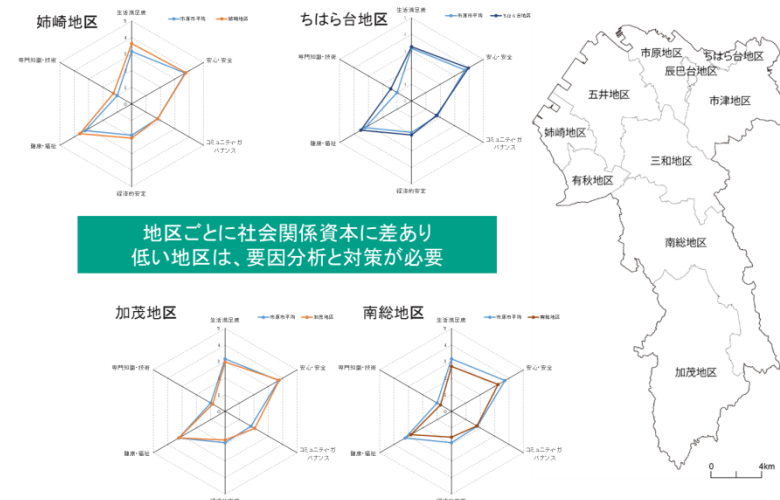 姉崎地区
生活満足度
市原市平均
姉崎地区
5
4
3
2
1
0
専門知識・技術
安心・安全
健康・福祉
コミュニティ・ガ
バナンス
経済的安定
ちはら台地区
生活満足度
市原市平均
ちはら台地区
専門知識・技術
安心・安全
健康・福祉
コミュニティ・ガ
バナンス
経済的安定
地区ごとに社会関係資本に差あり
低い地区は、要因分析と対策が必要
加茂地区
生活満足度
市原市平均
加茂地区
専門知識・技術
安心・安全
健康・福祉
コミュニティ・ガ
バナンス
南総地区
生活満足度
市原市平均
南総地区
専門知識・技術
安心・安全
健康・福祉
コミュニティ・ガ
バナンス
市原地区
ちはら台地区
辰巳台地区
五井地区
市津地区
姉崎地区
三和地区
有秋地区
南総地区
加茂地区
0
4km